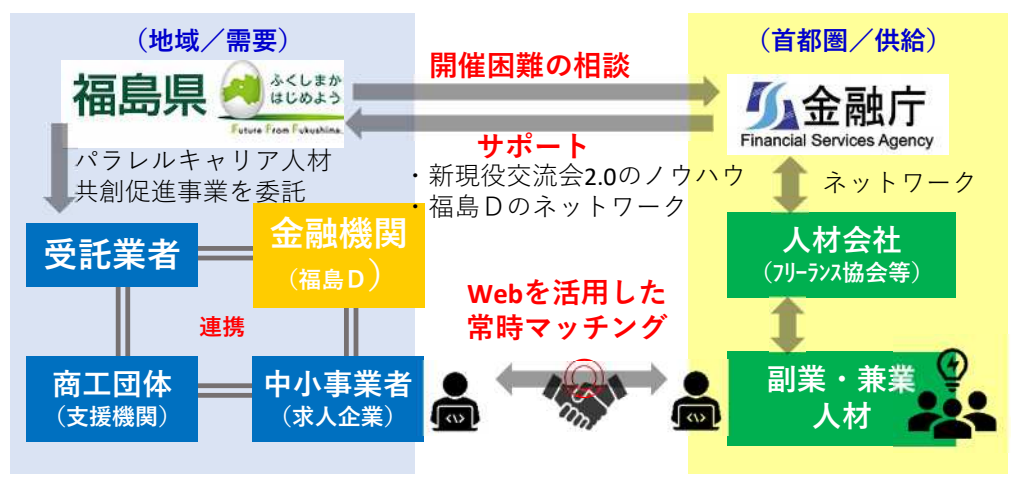 （地域／需要）
福島県
ふくしまから
はじめよう
Future From Fukushima.
パラレルキャリア人材
共創促進事業を委託
受託業者
金融機関
（福島Ｄ）
連携
商工団体
（支援機関）
中小事業者
（求人企業）
開催困難の相談
サポート
・新現役交流会2.0のノウハウ
・福島Ｄのネットワーク
Webを活用した
常時マッチング
（首都圏／供給）
金融庁
Financial Services Agency
ネットワーク
人材会社
（ﾌﾘｰﾗﾝｽ協会等）
副業・兼業
人材